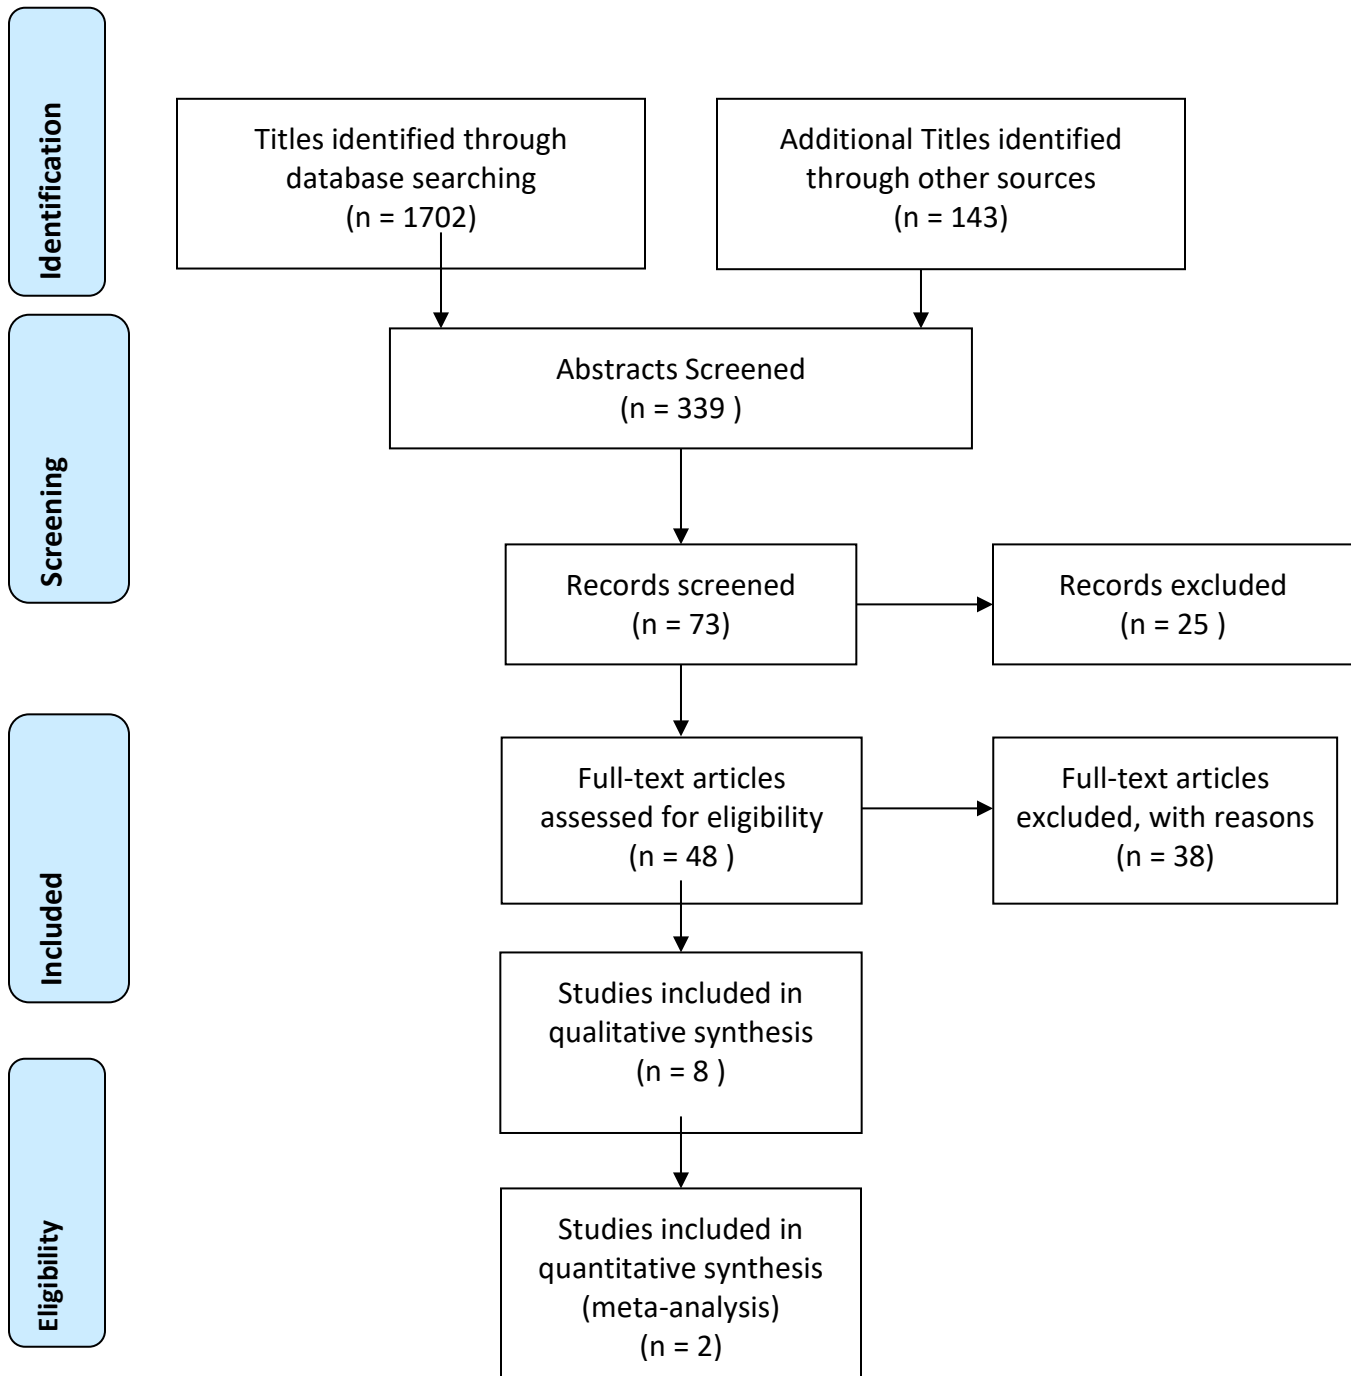 Identification
Titles identified through
database searching
(n = 1702)
Additional Titles identified
through other sources
(n = 143)
Screening
Abstracts Screened
(n = 339 )
Records screened
(n = 73)
Records excluded
(n = 25 )
Included
Full-text articles
assessed for eligibility
(n = 48 )
Full-text articles
excluded, with reasons
(n = 38)
Studies included in
qualitative synthesis
(n = 8 )
Eligibility
Studies included in
quantitative synthesis
(meta-analysis)
(n = 2)